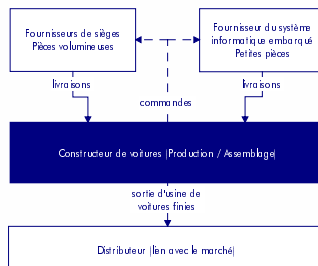 Fournisseurs de sièges
Pièces volumineuses
Fournisseur du système
informatique embarqué
Petites pièces
livraisons
livraisons
commandes
Constructeur de voitures (Production / Assemblage)
sortie d'usine de
voitures finies
Distributeur (lien avec le marché)